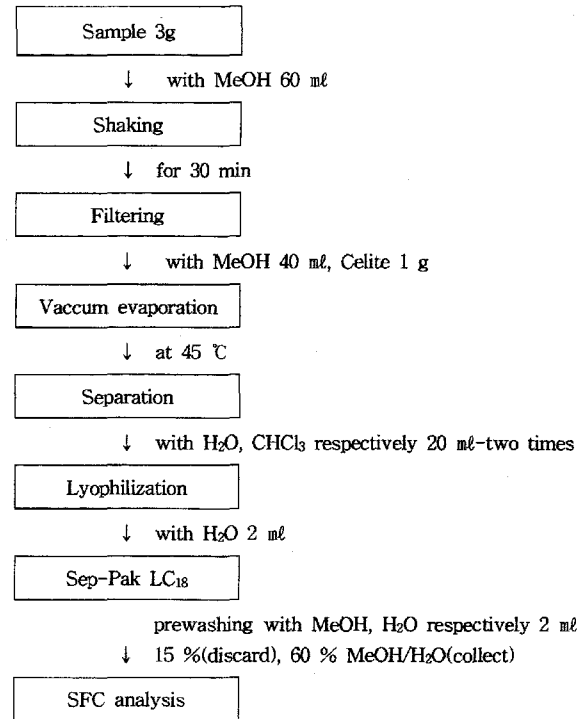 Sample 3g
↓ with MeOH 60 ㎖
Shaking
↓ for 30 min
Filtering
↓ with MeOH 40 ㎖, Celite 1 g
Vaccum evaporation
↓ at 45 ℃
Separation
↓ with H₂O, CHCl₃ respectively 20 ㎖-two times
Lyophilization
↓ with H₂O 2 ㎖
Sep-Pak LC₁₈
prewashing with MeOH, H₂O respectively 2 ㎖
↓ 15 %(discard), 60 % MeOH/H₂O(collect)
SFC analysis